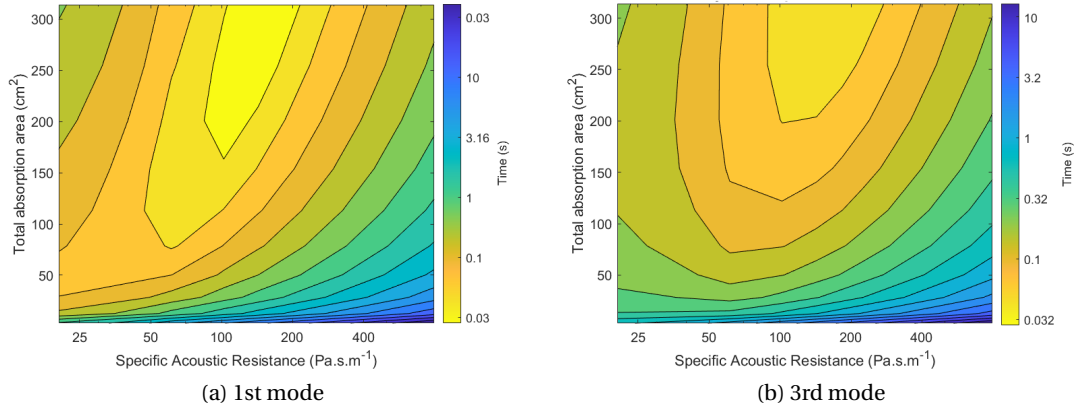 300
250
200
150
100
50
Total absorption area (cm²)
25 50 100 200 400
Specific Acoustic Resistance (Pa.s.m⁻¹)
0.03
10
3.16
1
0.1
0.03
Time (s)
(a) 1st mode
300
250
200
150
100
50
Total absorption area (cm²)
25 50 100 200 400
Specific Acoustic Resistance (Pa.s.m⁻¹)
10
3.2
1
0.32
0.1
0.032
Time (s)
(b) 3rd mode